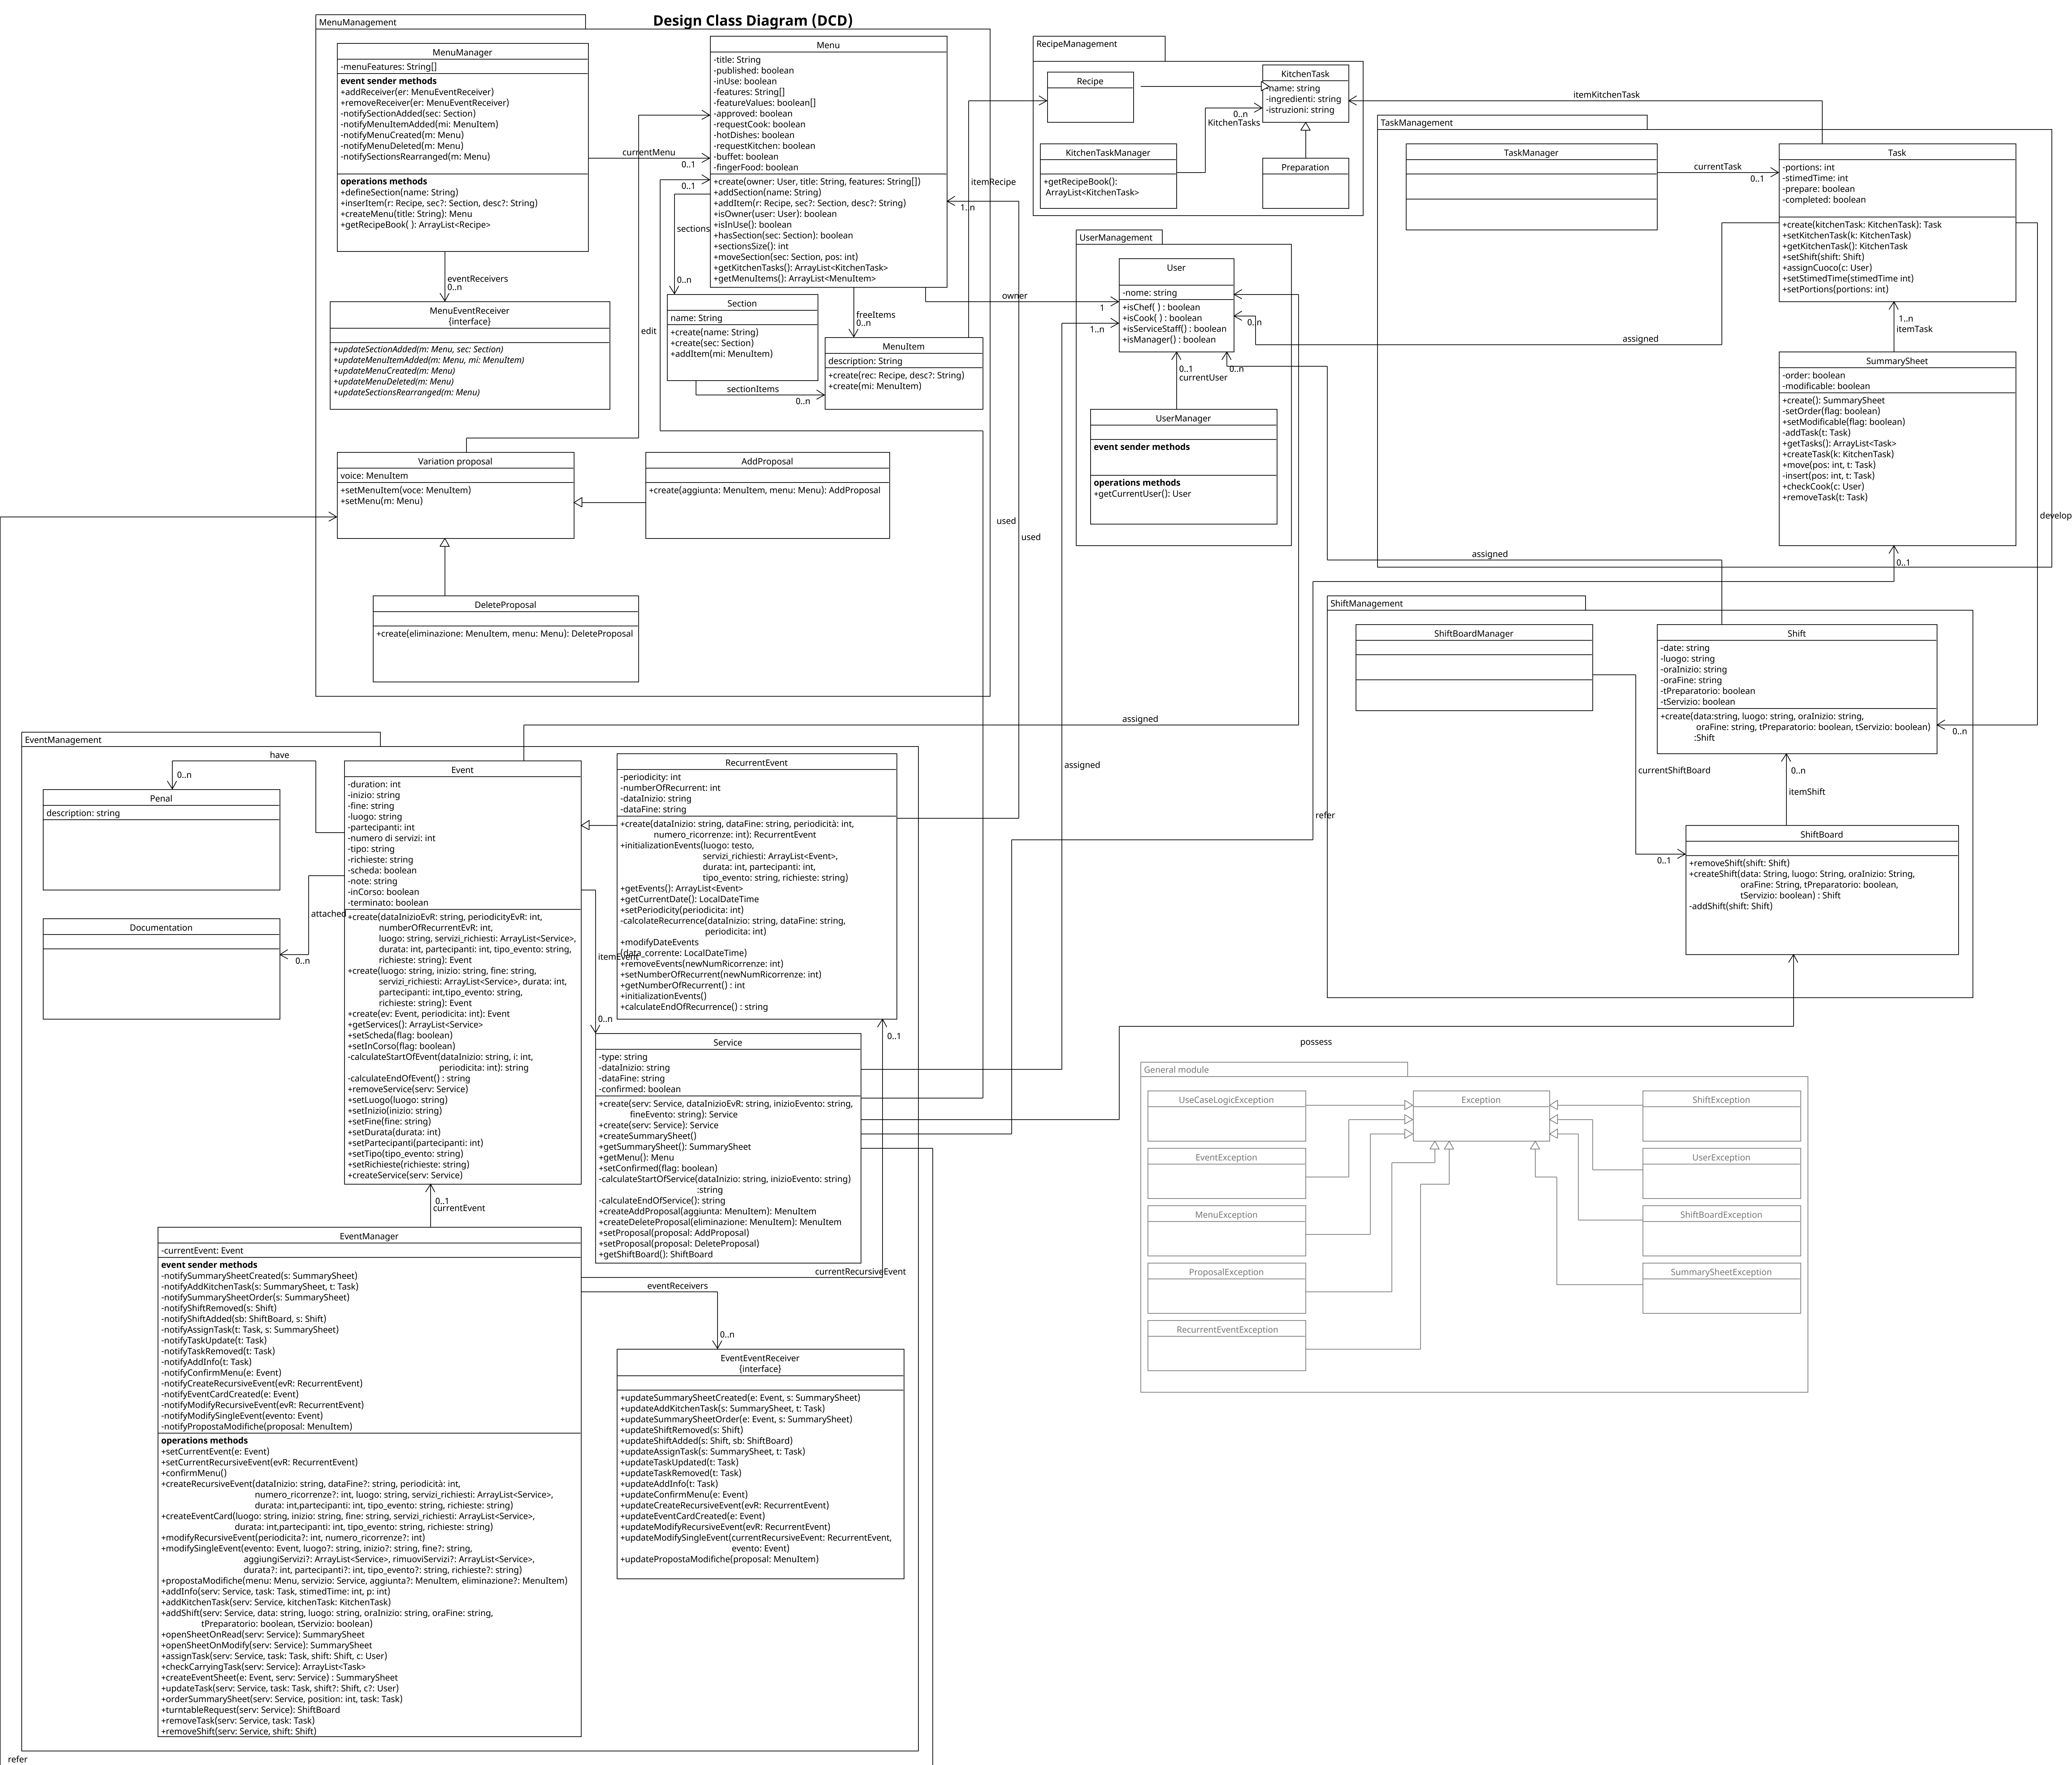 Design Class Diagram (DCD)
MenuManagement
MenuManager
-menuFeatures: String[]
event sender methods
+addReceiver(er: MenuEventReceiver)
+removeReceiver(er: MenuEventReceiver)
-notifySectionAdded(sec: Section)
-notifyMenuItemAdded(mi: MenuItem)
-notifyMenuCreated(m: Menu)
-notifyMenuDeleted(m: Menu)
-notifySectionsRearranged(m: Menu)
operations methods
+defineSection(name: String)
+inserItem(r: Recipe, sec?: Section, desc?: String)
+createMenu(title: String): Menu
+getRecipeBook( ): ArrayList<Recipe>
eventReceivers
0..n
MenuEventReceiver
{interface}
+updateSectionAdded(m: Menu, sec: Section)
+updateMenuItemAdded(m: Menu, mi: MenuItem)
+updateMenuCreated(m: Menu)
+updateMenuDeleted(m: Menu)
+updateSectionsRearranged(m: Menu)
currentMenu
0..1
0..1
Menu
-title: String
-published: boolean
-inUse: boolean
-features: String[]
-featureValues: boolean[]
-approved: boolean
-requestCook: boolean
-hotDishes: boolean
-requestKitchen: boolean
-buffet: boolean
-fingerFood: boolean
+create(owner: User, title: String, features: String[])
+addSection(name: String)
+addItem(r: Recipe, sec?: Section, desc?: String)
+isOwner(user: User): boolean
+isInUse(): boolean
+hasSection(sec: Section): boolean
+sectionsSize(): int
+moveSection(sec: Section, pos: int)
+getKitchenTasks(): ArrayList<KitchenTask>
+getMenuItems(): ArrayList<MenuItem>
sections
0..n
Section
name: String
+create(name: String)
+create(sec: Section)
+addItem(mi: MenuItem)
freeItems
0..n
MenuItem
description: String
+create(rec: Recipe, desc?: String)
+create(mi: MenuItem)
sectionItems
0..n
edit
itemRecipe
1..n
owner
1
Variation proposal
voice: MenuItem
+setMenuItem(voce: MenuItem)
+setMenu(m: Menu)
AddProposal
+create(aggiunta: MenuItem, menu: Menu): AddProposal
DeleteProposal
+create(eliminazione: MenuItem, menu: Menu): DeleteProposal
used
used
RecipeManagement
Recipe
KitchenTask
-name: string
-ingredienti: string
-istruzioni: string
0..n
KitchenTasks
KitchenTaskManager
+getRecipeBook():
ArrayList<KitchenTask>
Preparation
itemKitchenTask
UserManagement
User
-nome: string
+isChef( ) : boolean
+isCook( ) : boolean
+isServiceStaff() : boolean
+isManager() : boolean
1..n
0..n
0..n
0..1
currentUser
UserManager
event sender methods
operations methods
+getCurrentUser(): User
TaskManagement
TaskManager
currentTask
0..1
Task
-portions: int
-stimedTime: int
-prepare: boolean
-completed: boolean
+create(kitchenTask: KitchenTask): Task
+setKitchenTask(k: KitchenTask)
+getKitchenTask(): KitchenTask
+setShift(shift: Shift)
+assignCuoco(c: User)
+setStimedTime(stimedTime int)
+setPortions(portions: int)
1..n
itemTask
assigned
SummarySheet
-order: boolean
-modificable: boolean
+create(): SummarySheet
-setOrder(flag: boolean)
+setModificable(flag: boolean)
-addTask(t: Task)
+getTasks(): ArrayList<Task>
+createTask(k: KitchenTask)
+move(pos: int, t: Task)
-insert(pos: int, t: Task)
+checkCook(c: User)
+removeTask(t: Task)
develop
0..1
assigned
ShiftManagement
ShiftBoardManager
Shift
-date: string
-luogo: string
-oraInizio: string
-oraFine: string
-tPreparatorio: boolean
-tServizio: boolean
+create(data:string, luogo: string, oraInizio: string,
oraFine: string, tPreparatorio: boolean, tServizio: boolean)
:Shift
0..n
currentShiftBoard
0..n
itemShift
ShiftBoard
0..1
+removeShift(shift: Shift)
+createShift(data: String, luogo: String, oraInizio: String,
oraFine: String, tPreparatorio: boolean,
tServizio: boolean) : Shift
-addShift(shift: Shift)
refer
assigned
assigned
possess
EventManagement
have
0..n
Penal
description: string
Documentation
attached
0..n
Event
-duration: int
-inizio: string
-fine: string
-luogo: string
-partecipanti: int
-numero di servizi: int
-tipo: string
-richieste: string
-scheda: boolean
-note: string
-inCorso: boolean
-terminato: boolean
+create(dataInizioEvR: string, periodicityEvR: int,
numberOfRecurrentEvR: int,
luogo: string, servizi_richiesti: ArrayList<Service>,
durata: int, partecipanti: int, tipo_evento: string,
richieste: string): Event
+create(luogo: string, inizio: string, fine: string,
servizi_richiesti: ArrayList<Service>, durata: int,
partecipanti: int,tipo_evento: string,
richieste: string): Event
+create(ev: Event, periodicita: int): Event
+getServices(): ArrayList<Service>
+setScheda(flag: boolean)
+setInCorso(flag: boolean)
-calculateStartOfEvent(dataInizio: string, i: int,
periodicita: int): string
-calculateEndOfEvent() : string
+removeService(serv: Service)
+setLuogo(luogo: string)
+setInizio(inizio: string)
+setFine(fine: string)
+setDurata(durata: int)
+setPartecipanti(partecipanti: int)
+setTipo(tipo_evento: string)
+setRichieste(richieste: string)
+createService(serv: Service)
RecurrentEvent
-periodicity: int
-numberOfRecurrent: int
-dataInizio: string
-dataFine: string
+create(dataInizio: string, dataFine: string, periodicità: int,
numero_ricorrenze: int): RecurrentEvent
+initializationEvents(luogo: testo,
servizi_richiesti: ArrayList<Event>,
durata: int, partecipanti: int,
tipo_evento: string, richieste: string)
+getEvents(): ArrayList<Event>
+getCurrentDate(): LocalDateTime
+setPeriodicity(periodicita: int)
-calcolateRecurrence(dataInizio: string, dataFine: string,
periodicita: int)
+modifyDateEvents
(data_corrente: LocalDateTime)
+removeEvents(newNumRicorrenze: int)
+setNumberOfRecurrent(newNumRicorrenze: int)
+getNumberOfRecurrent() : int
+initializationEvents()
+calculateEndOfRecurrence() : string
itemEvent
0..n
0..1
Service
-type: string
-dataInizio: string
-dataFine: string
-confirmed: boolean
+create(serv: Service, dataInizioEvR: string, inizioEvento: string,
fineEvento: string): Service
+create(serv: Service): Service
+createSummarySheet()
+getSummarySheet(): SummarySheet
+getMenu(): Menu
+setConfirmed(flag: boolean)
-calculateStartOfService(dataInizio: string, inizioEvento: string)
:string
-calculateEndOfService(): string
+createAddProposal(aggiunta: MenuItem): MenuItem
+createDeleteProposal(eliminazione: MenuItem): MenuItem
+setProposal(proposal: AddProposal)
+setProposal(proposal: DeleteProposal)
+getShiftBoard(): ShiftBoard
0..1
currentEvent
currentRecursiveEvent
eventReceivers
0..n
EventManager
-currentEvent: Event
event sender methods
-notifySummarySheetCreated(s: SummarySheet)
-notifyAddKitchenTask(s: SummarySheet, t: Task)
-notifySummarySheetOrder(s: SummarySheet)
-notifyShiftRemoved(s: Shift)
-notifyShiftAdded(sb: ShiftBoard, s: Shift)
-notifyAssignTask(t: Task, s: SummarySheet)
-notifyTaskUpdate(t: Task)
-notifyTaskRemoved(t: Task)
-notifyAddInfo(t: Task)
-notifyConfirmMenu(e: Event)
-notifyCreateRecursiveEvent(evR: RecurrentEvent)
-notifyEventCardCreated(e: Event)
-notifyModifyRecursiveEvent(evR: RecurrentEvent)
-notifyModifySingleEvent(evento: Event)
-notifyPropostaModifiche(proposal: MenuItem)
operations methods
+setCurrentEvent(e: Event)
+setCurrentRecursiveEvent(evR: RecurrentEvent)
+confirmMenu()
+createRecursiveEvent(dataInizio: string, dataFine?: string, periodicità: int,
numero_ricorrenze?: int, luogo: string, servizi_richiesti: ArrayList<Service>,
durata: int,partecipanti: int, tipo_evento: string, richieste: string)
+createEventCard(luogo: string, inizio: string, fine: string, servizi_richiesti: ArrayList<Service>,
durata: int,partecipanti: int, tipo_evento: string, richieste: string)
+modifyRecursiveEvent(periodicita?: int, numero_ricorrenze?: int)
+modifySingleEvent(evento: Event, luogo?: string, inizio?: string, fine?: string,
aggiungiServizi?: ArrayList<Service>, rimuoviServizi?: ArrayList<Service>,
durata?: int, partecipanti?: int, tipo_evento?: string, richieste?: string)
+propostaModifiche(menu: Menu, servizio: Service, aggiunta?: MenuItem, eliminazione?: MenuItem)
+addInfo(serv: Service, task: Task, stimedTime: int, p: int)
+addKitchenTask(serv: Service, kitchenTask: KitchenTask)
+addShift(serv: Service, data: string, luogo: string, oraInizio: string, oraFine: string,
tPreparatorio: boolean, tServizio: boolean)
+openSheetOnRead(serv: Service): SummarySheet
+openSheetOnModify(serv: Service): SummarySheet
+assignTask(serv: Service, task: Task, shift: Shift, c: User)
+checkCarryingTask(serv: Service): ArrayList<Task>
+createEventSheet(e: Event, serv: Service) : SummarySheet
+updateTask(serv: Service, task: Task, shift?: Shift, c?: User)
+orderSummarySheet(serv: Service, position: int, task: Task)
+turntableRequest(serv: Service): ShiftBoard
+removeTask(serv: Service, task: Task)
+removeShift(serv: Service, shift: Shift)
EventEventReceiver
{interface}
+updateSummarySheetCreated(e: Event, s: SummarySheet)
+updateAddKitchenTask(s: SummarySheet, t: Task)
+updateSummarySheetOrder(e: Event, s: SummarySheet)
+updateShiftRemoved(s: Shift)
+updateShiftAdded(s: Shift, sb: ShiftBoard)
+updateAssignTask(s: SummarySheet, t: Task)
+updateTaskUpdated(t: Task)
+updateTaskRemoved(t: Task)
+updateAddInfo(t: Task)
+updateConfirmMenu(e: Event)
+updateCreateRecursiveEvent(evR: RecurrentEvent)
+updateEventCardCreated(e: Event)
+updateModifyRecursiveEvent(evR: RecurrentEvent)
+updateModifySingleEvent(currentRecursiveEvent: RecurrentEvent,
evento: Event)
+updatePropostaModifiche(proposal: MenuItem)
refer
General module
UseCaseLogicException
Exception
ShiftException
EventException
UserException
MenuException
ShiftBoardException
ProposalException
SummarySheetException
RecurrentEventException